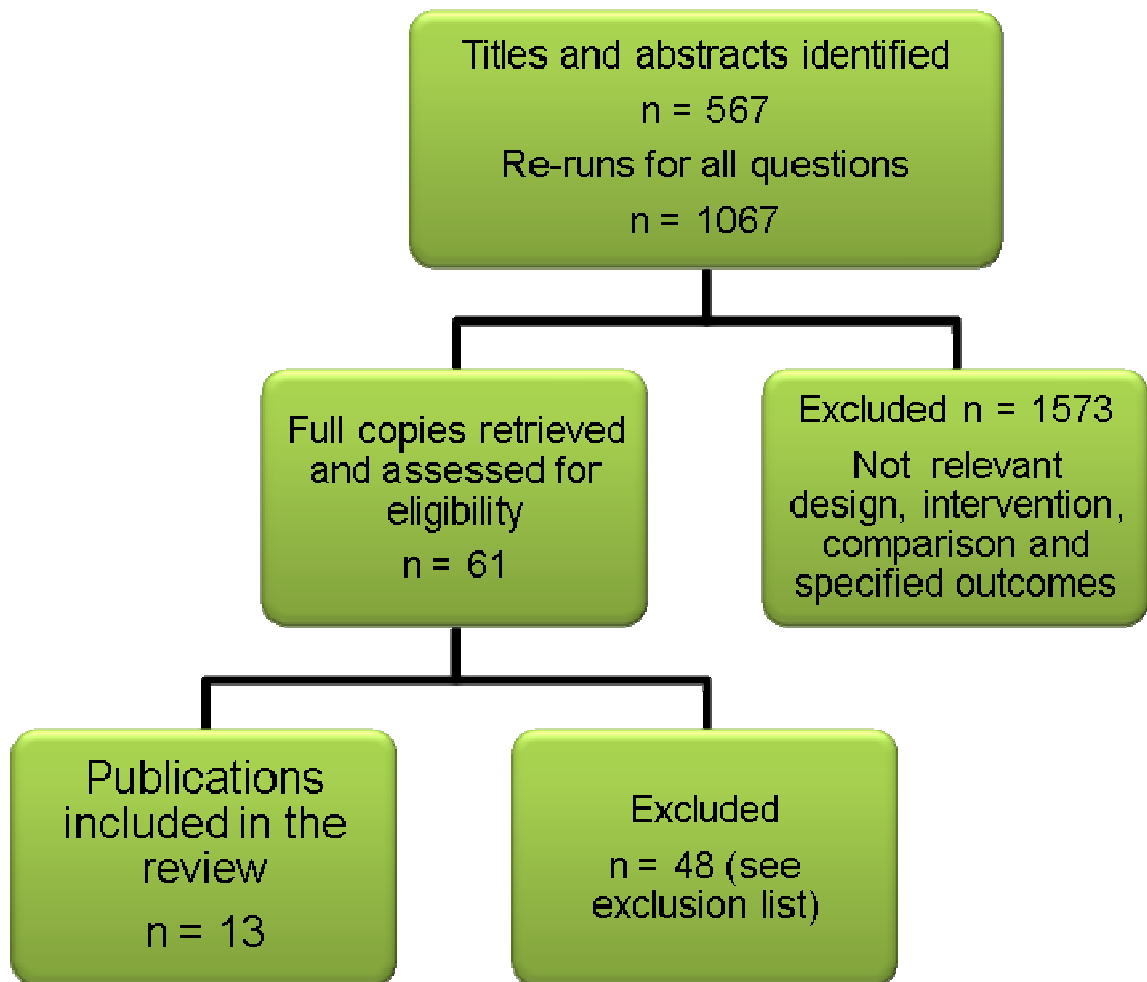 Titles and abstracts identified
n = 567
Re-runs for all questions
n = 1067
Full copies retrieved
and assessed for
eligibility
n = 61
Excluded n = 1573
Not relevant
design, intervention,
comparison and
specified outcomes
Publications
included in the
review
n = 13
Excluded
n = 48 (see
exclusion list)